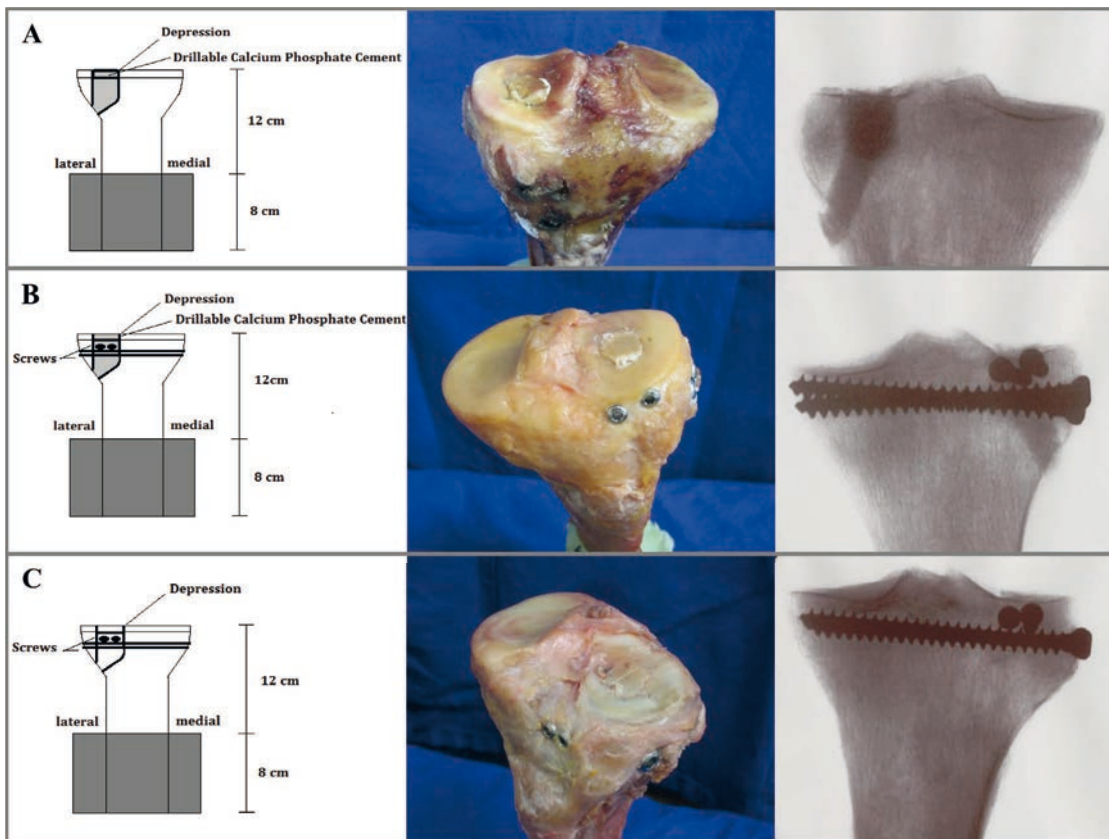 A
Depression
Drillable Calcium Phosphate Cement
12 cm
lateral
medial
8 cm
B
Depression
Drillable Calcium Phosphate Cement
Screws
12cm
lateral
medial
8 cm
C
Depression
Screws
12 cm
lateral
medial
8 cm